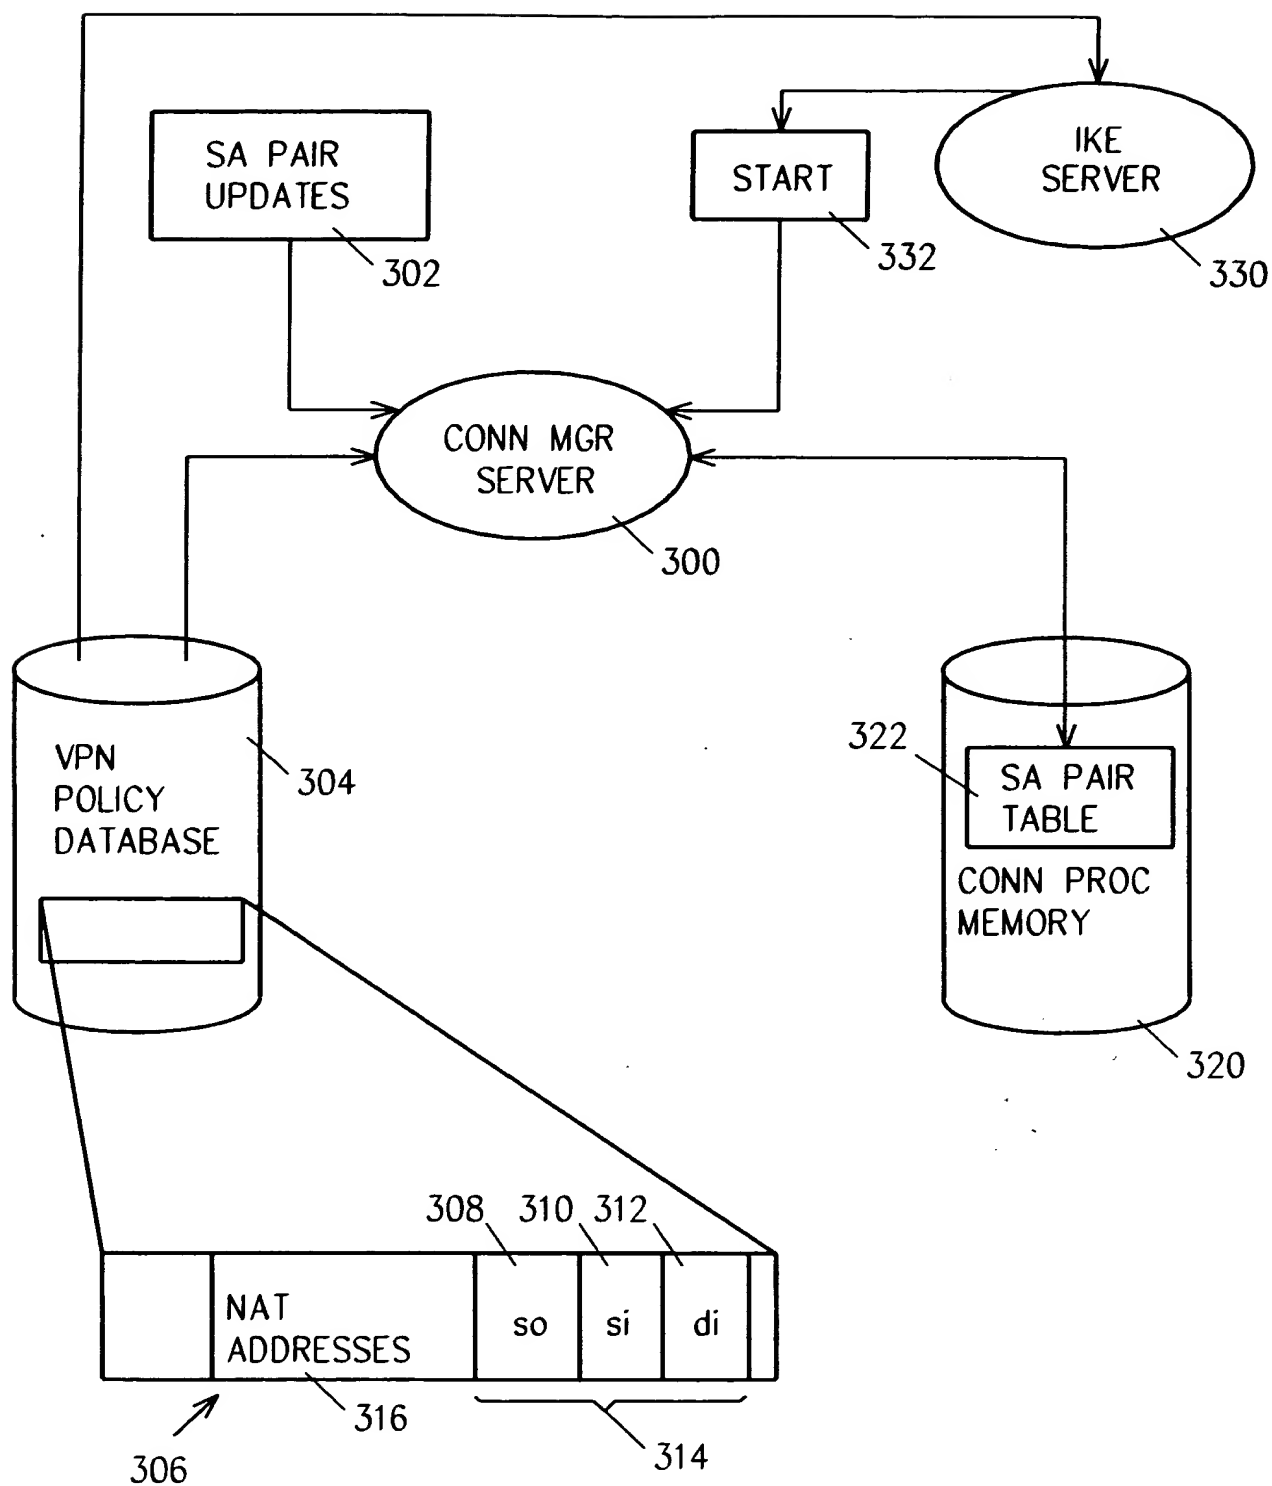 SA PAIR
UPDATES
302
START
332
IKE
SERVER
330
CONN MGR
SERVER
300
VPN
POLICY
DATABASE
304
322
SA PAIR
TABLE
CONN PROC
MEMORY
320
308 310 312
NAT
ADDRESSES
so si di
316
306
314